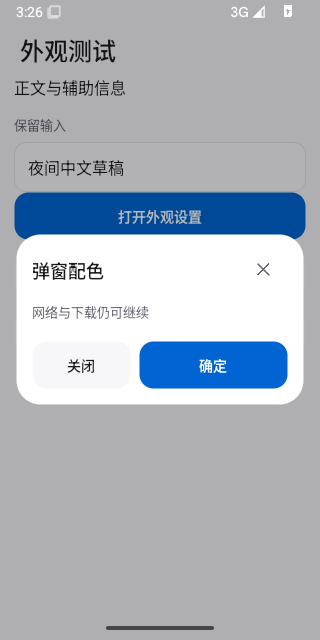 3:26
3G
外观测试
正文与辅助信息
保留输入
夜间中文草稿
打开外观设置
弹窗配色
网络与下载仍可继续
关闭
确定